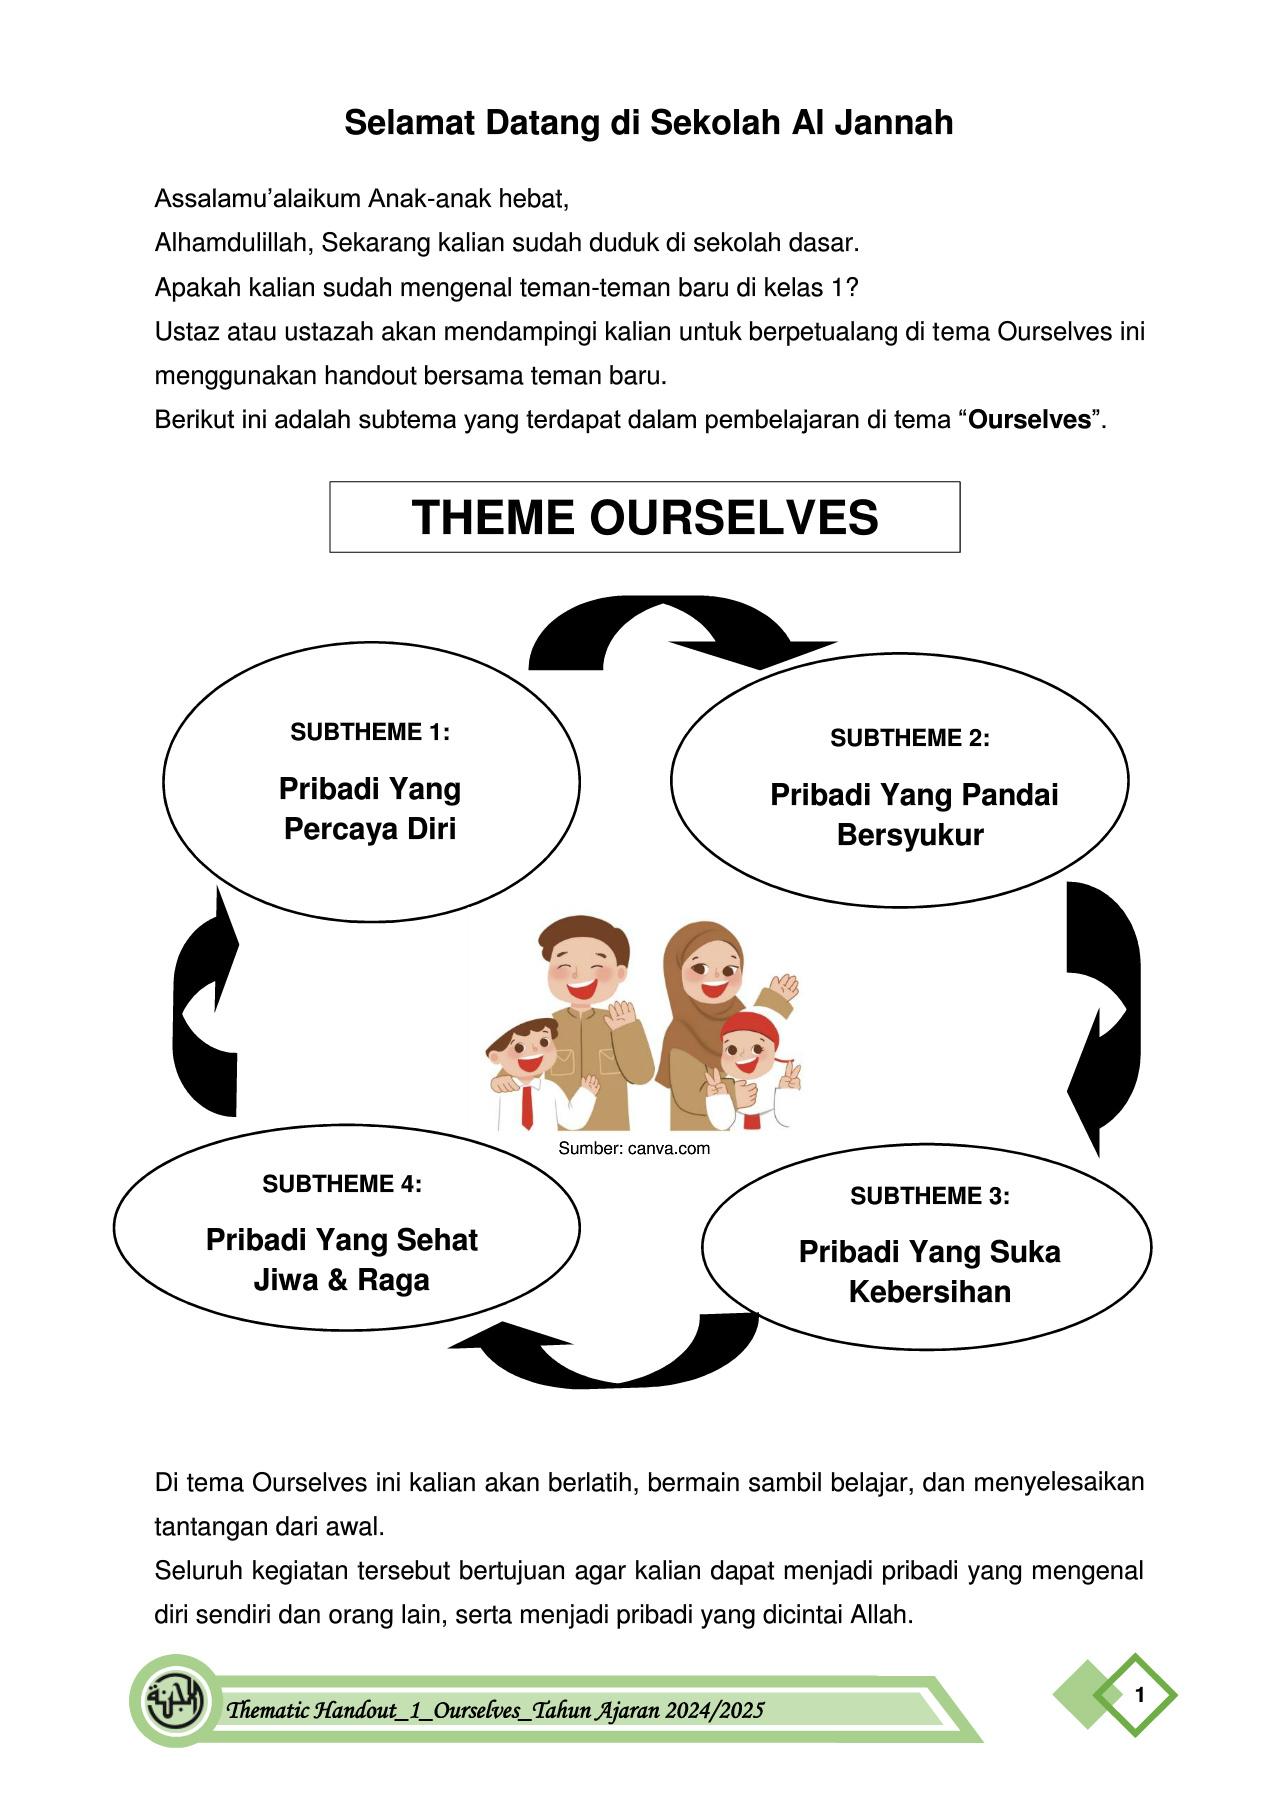 Selamat Datang di Sekolah Al Jannah
Assalamu’alaikum Anak-anak hebat,
Alhamdulillah, Sekarang kalian sudah duduk di sekolah dasar.
Apakah kalian sudah mengenal teman-teman baru di kelas 1?
Ustaz atau ustazah akan mendampingi kalian untuk berpetualang di tema Ourselves ini
menggunakan handout bersama teman baru.
Berikut ini adalah subtema yang terdapat dalam pembelajaran di tema “Ourselves”.
THEME OURSELVES
SUBTHEME 1:
Pribadi Yang
Percaya Diri
SUBTHEME 2:
Pribadi Yang Pandai
Bersyukur
Sumber: canva.com
SUBTHEME 4:
Pribadi Yang Sehat
Jiwa & Raga
SUBTHEME 3:
Pribadi Yang Suka
Kebersihan
Di tema Ourselves ini kalian akan berlatih, bermain sambil belajar, dan menyelesaikan
tantangan dari awal.
Seluruh kegiatan tersebut bertujuan agar kalian dapat menjadi pribadi yang mengenal
diri sendiri dan orang lain, serta menjadi pribadi yang dicintai Allah.
Thematic Handout_1_Ourselves_Tahun Ajaran 2024/2025
1